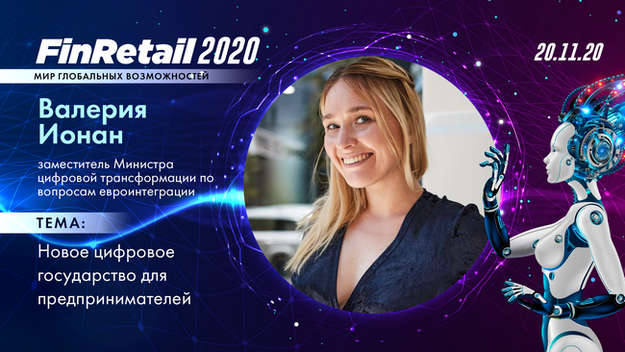 FinRetail 2020
20.11.20
МИР ГЛОБАЛЬНЫХ ВОЗМОЖНОСТЕЙ
Валерия
Ионан
заместитель Министра
цифровой трансформации по
вопросам евроинтеграции
ТЕМА:
Новое цифровое
государство для
предпринимателей